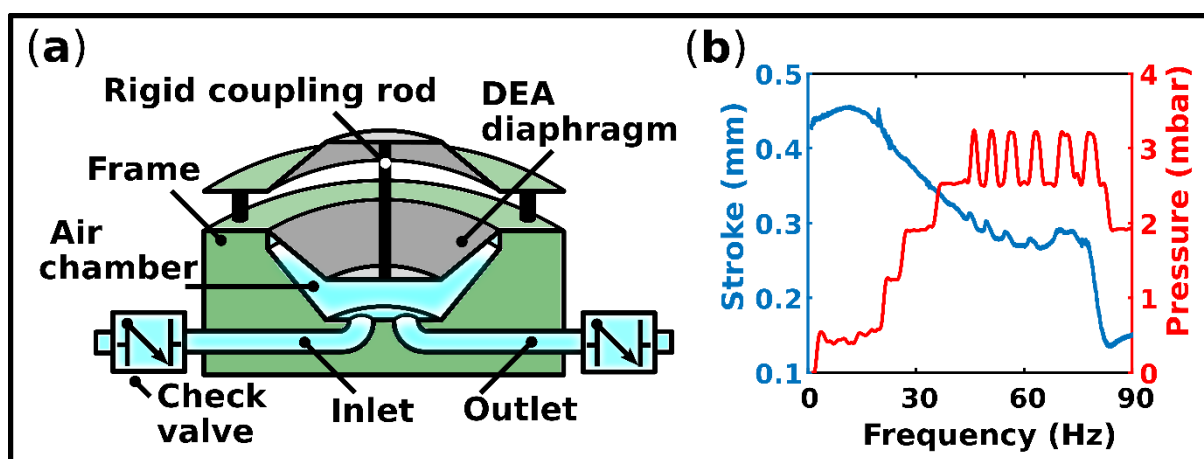 (a)
Rigid coupling rod
DEA
diaphragm
Frame
Air
chamber
Check
valve
Inlet
Outlet
(b)
0.5
0.4
0.3
0.2
0.1
Stroke (mm)
4
3
2
1
0
Pressure (mbar)
0 30 60 90
Frequency (Hz)